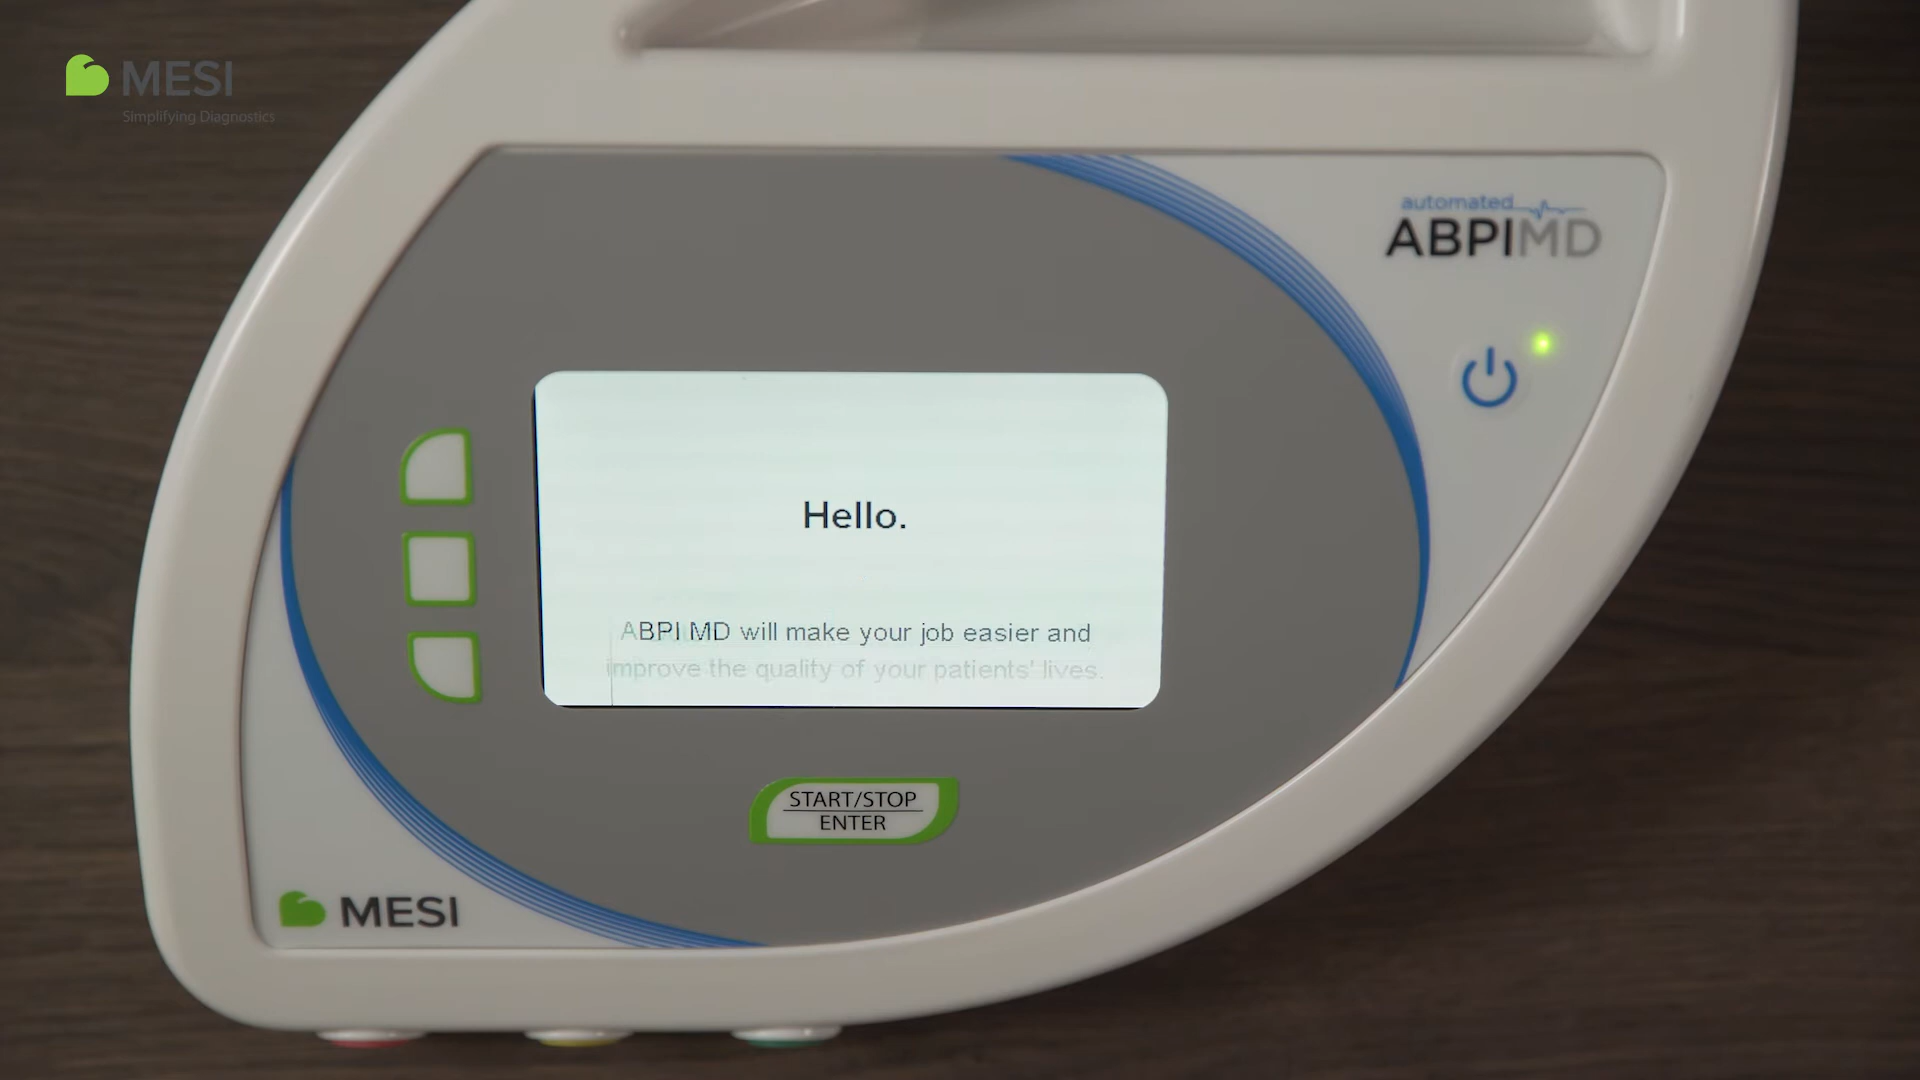 MESI
Simplifying Diagnostics
automated
ABPIMD
Hello.
ABPI MD will make your job easier and
improve the quality of your patients' lives.
START/STOP
ENTER
MESI